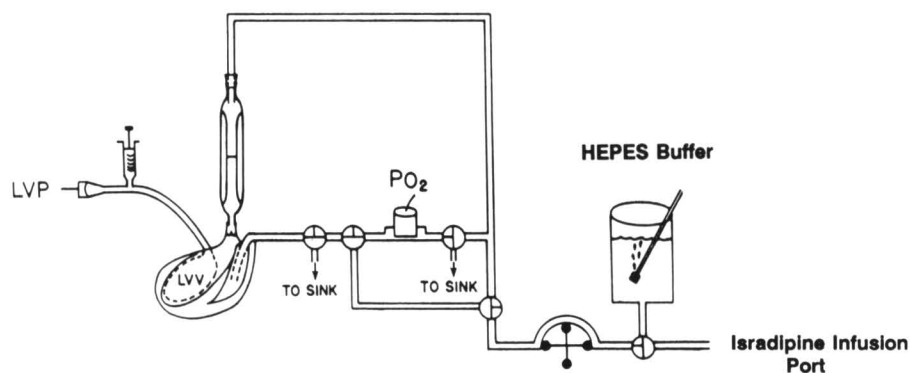 HEPES Buffer
PO2
LVP
LVV
TO SINK
TO SINK
Isradipine Infusion
Port